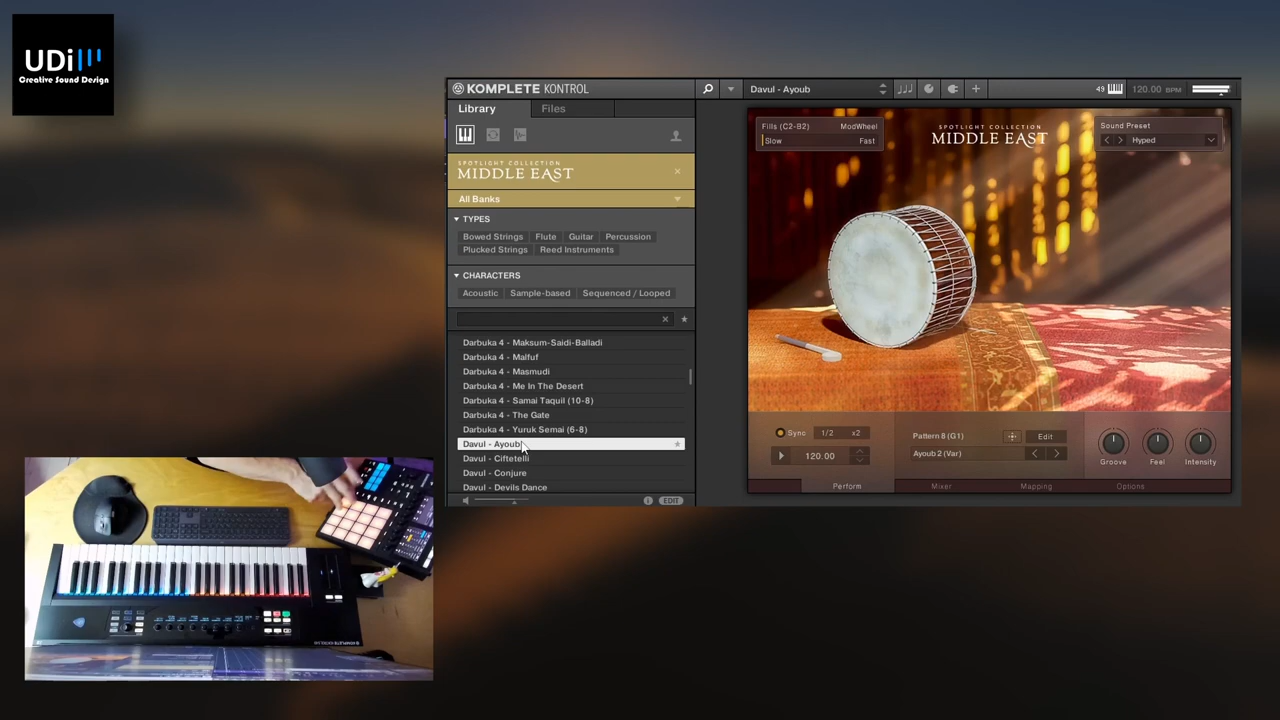 UDi
Creative Sound Design
KOMPLETE KONTROL
Library
Files
SPOTLIGHT COLLECTION
MIDDLE EAST
All Banks
TYPES
Bowed Strings
Flute
Guitar
Percussion
Plucked Strings
Reed Instruments
CHARACTERS
Acoustic
Sample-based
Sequenced / Looped
Darbuka 4 - Maksum-Saidi-Balladi
Darbuka 4 - Malfuf
Darbuka 4 - Masmudi
Darbuka 4 - Me In The Desert
Darbuka 4 - Samai Taquil (10-8)
Darbuka 4 - The Gate
Darbuka 4 - Yuruk Semai (6-8)
Davul - Ayoub
Davul - Ciftetelli
Davul - Conjure
Davul - Devils Dance
EDIT
Davul - Ayoub
49
120.00 BPM
Fills (C2-B2)
ModWheel
Slow
Fast
SPOTLIGHT COLLECTION
MIDDLE EAST
Sound Preset
Hyped
Sync
1/2
x2
120.00
Pattern 8 (G1)
Edit
Ayoub 2 (Var)
Groove
Feel
Intensity
Perform
Mixer
Mapping
Options